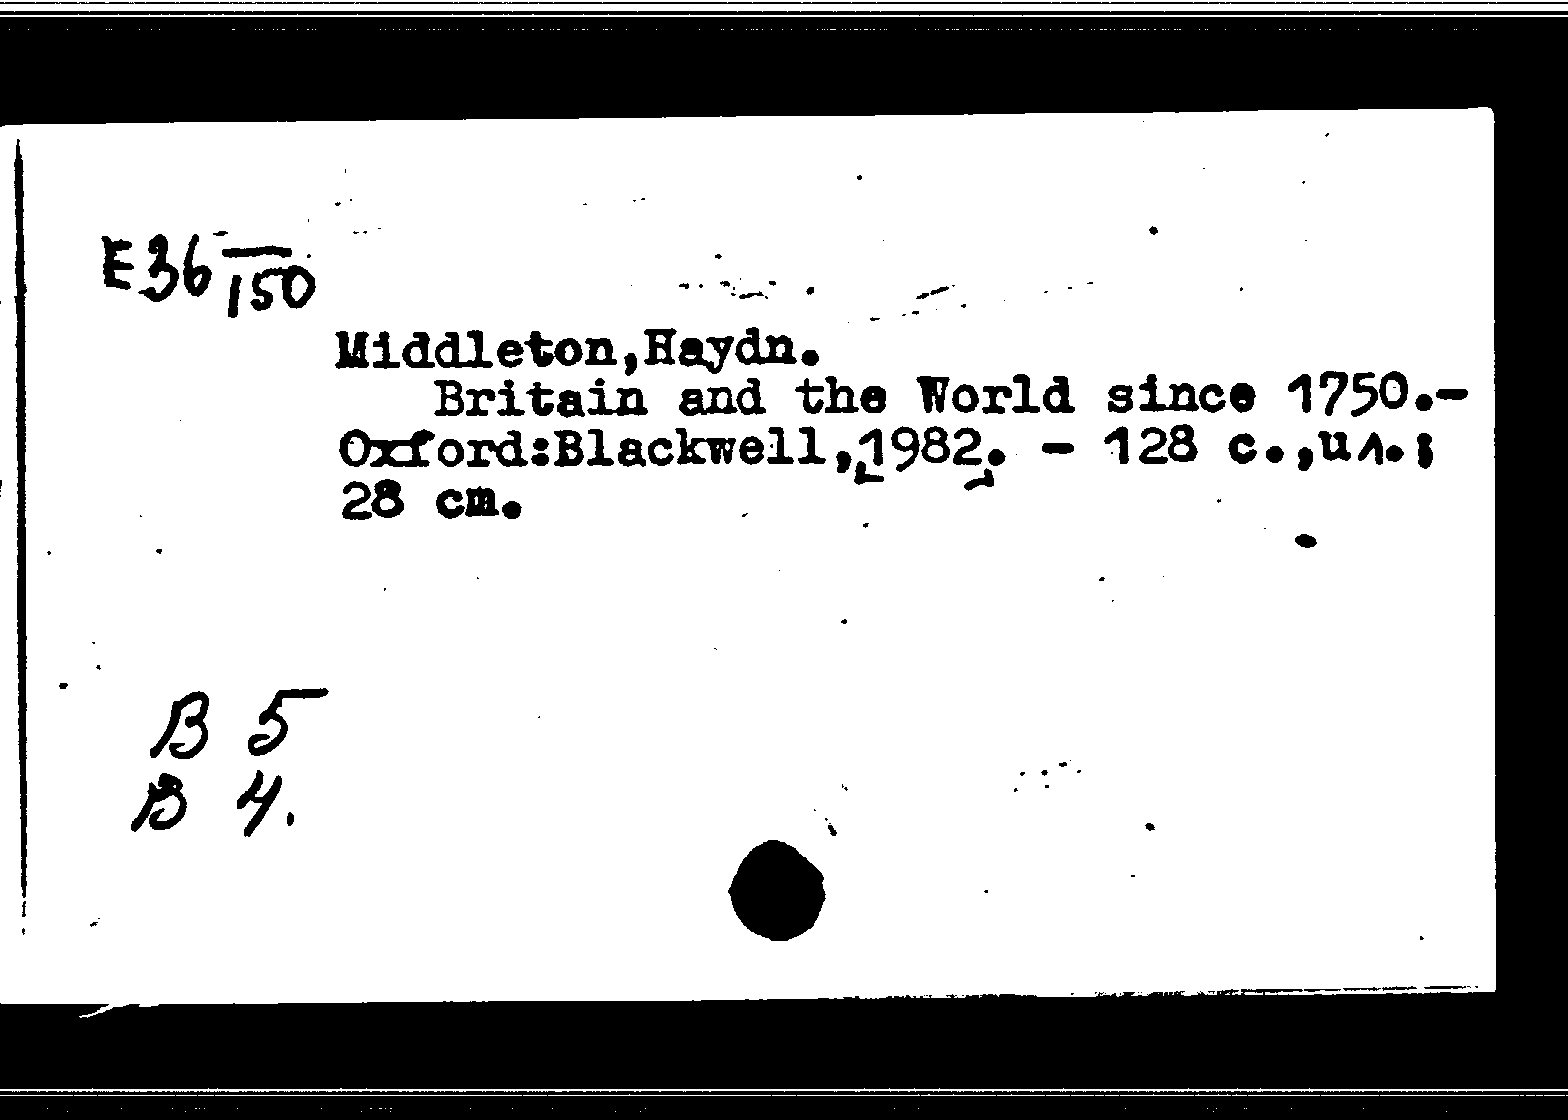 E36 150
Middleton,Haydn.
Britain and the World since 1750.-
Oxford:Blackwell,[1982]. - 128 c.,ил.;
28 cm.
В 5
В 4.